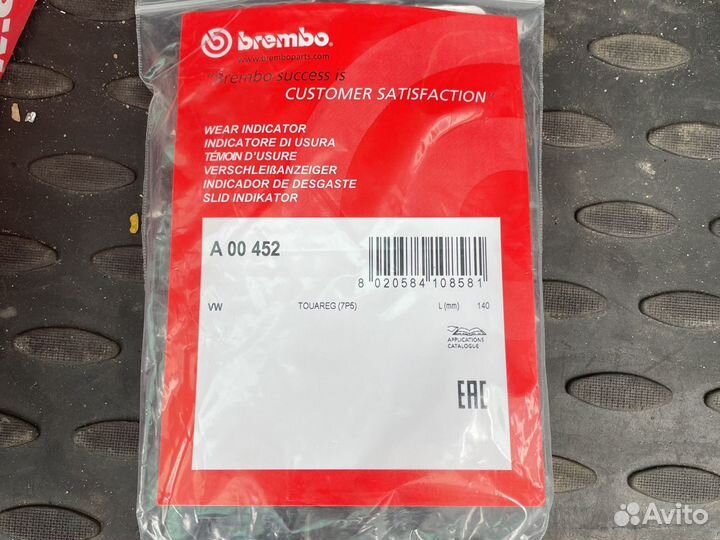 brembo
www.bremboparts.com
"Brembo success is
CUSTOMER SATISFACTION"
WEAR INDICATOR
INDICATORE DI USURA
TÉMOIN D'USURE
VERSCHLEIßANZEIGER
INDICADOR DE DESGASTE
SLID INDIKATOR
A 00 452
8 020584 108581
VW TOUAREG (7P5) L (mm) 140
APPLICATIONS
CATALOGUE
EAC
Avito